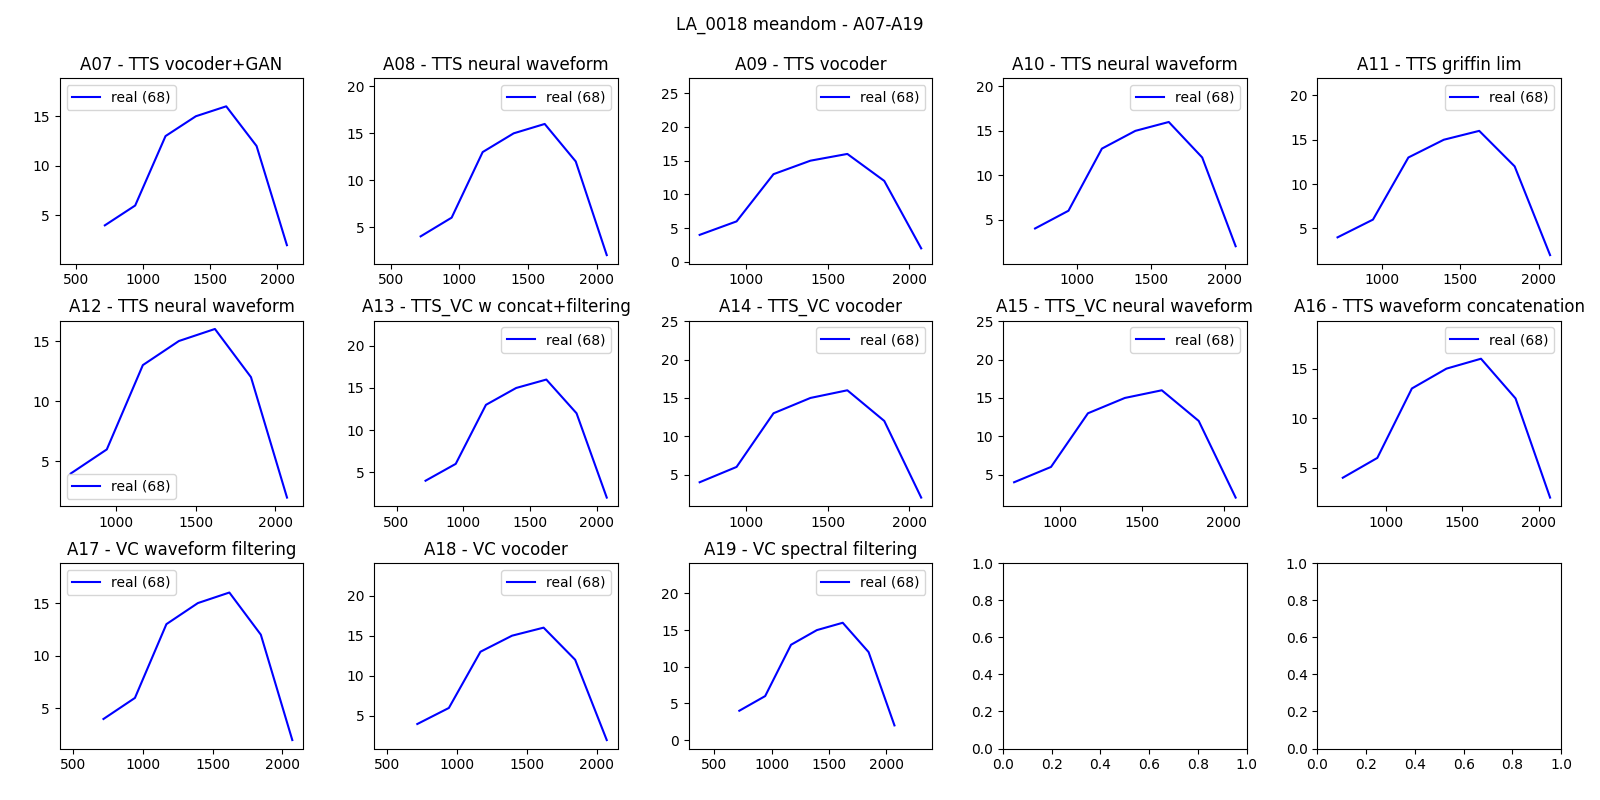 LA_0018 meandom - A07-A19
A07 - TTS vocoder+GAN
real (68)
15
10
5
500 1000 1500 2000
A08 - TTS neural waveform
real (68)
20
15
10
5
500 1000 1500 2000
A09 - TTS vocoder
real (68)
25
20
15
10
5
0
1000 1500 2000
A10 - TTS neural waveform
real (68)
20
15
10
5
1000 1500 2000
A11 - TTS griffin lim
real (68)
20
15
10
5
1000 1500 2000
A12 - TTS neural waveform
15
10
5
real (68)
1000 1500 2000
A13 - TTS_VC w concat+filtering
real (68)
20
15
10
5
500 1000 1500 2000
A14 - TTS_VC vocoder
real (68)
25
20
15
10
5
1000 1500 2000
A15 - TTS_VC neural waveform
real (68)
25
20
15
10
5
1000 1500 2000
A16 - TTS waveform concatenation
real (68)
15
10
5
1000 1500 2000
A17 - VC waveform filtering
real (68)
15
10
5
500 1000 1500 2000
A18 - VC vocoder
real (68)
20
15
10
5
500 1000 1500 2000
A19 - VC spectral filtering
real (68)
20
15
10
5
0
500 1000 1500 2000
1.0
0.8
0.6
0.4
0.2
0.0
0.0 0.2 0.4 0.6 0.8 1.0
1.0
0.8
0.6
0.4
0.2
0.0
0.0 0.2 0.4 0.6 0.8 1.0